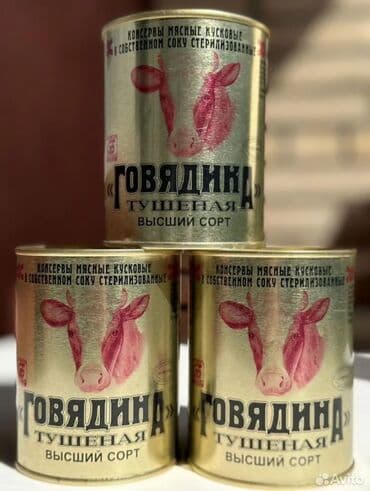 КОНСЕРВЫ МЯСНЫЕ КУСКОВЫЕ
В СОБСТВЕННОМ СОКУ СТЕРИЛИЗОВАННЫЕ
«ГОВЯДИНА»
ТУШЕНАЯ
ВЫСШИЙ СОРТ
КОНСЕРВЫ МЯСНЫЕ КУСКОВЫЕ
В СОБСТВЕННОМ СОКУ СТЕРИЛИЗОВАННЫЕ
«ГОВЯДИНА»
ТУШЕНАЯ
ВЫСШИЙ СОРТ
КОНСЕРВЫ МЯСНЫЕ КУСКОВЫЕ
В СОБСТВЕННОМ СОКУ СТЕРИЛИЗОВАННЫЕ
«ГОВЯДИНА»
ТУШЕНАЯ
ВЫСШИЙ СОРТ
Avito